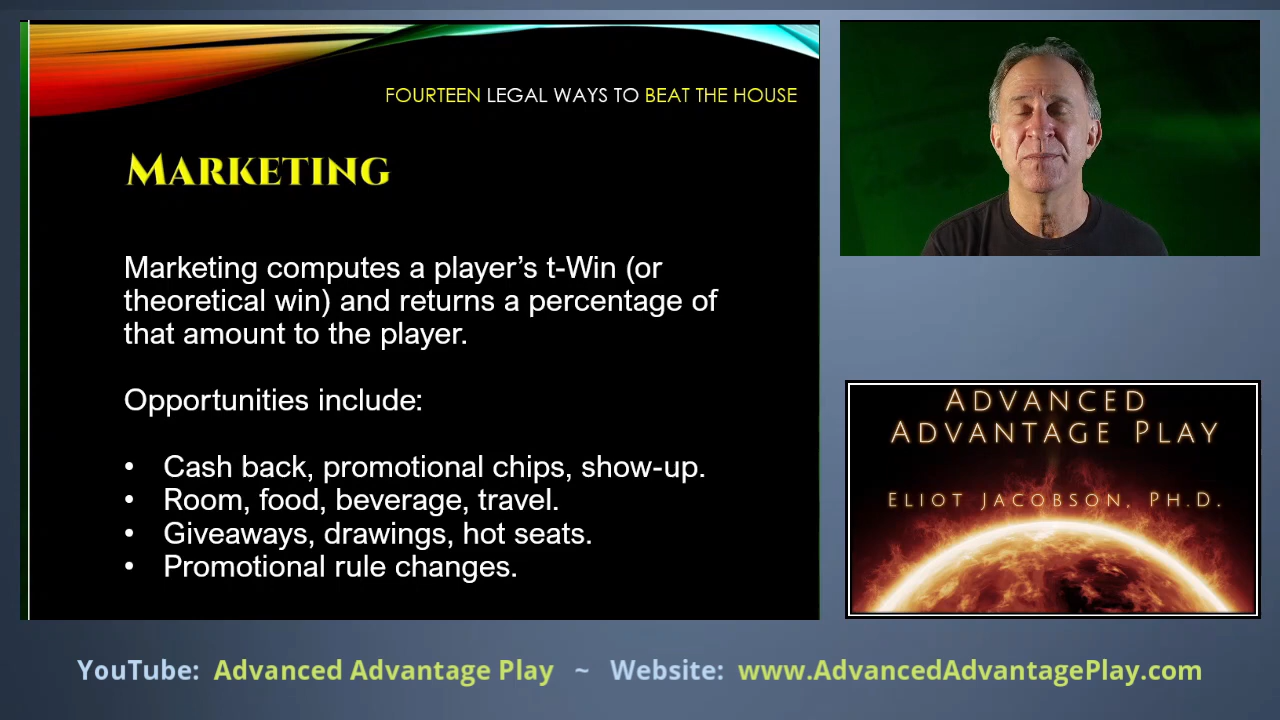 FOURTEEN LEGAL WAYS TO BEAT THE HOUSE
MARKETING
Marketing computes a player’s t-Win (or
theoretical win) and returns a percentage of
that amount to the player.
Opportunities include:
• Cash back, promotional chips, show-up.
• Room, food, beverage, travel.
• Giveaways, drawings, hot seats.
• Promotional rule changes.
ADVANCED
ADVANTAGE PLAY
ELIOT JACOBSON, PH.D.
YouTube: Advanced Advantage Play ~ Website: www.AdvancedAdvantagePlay.com